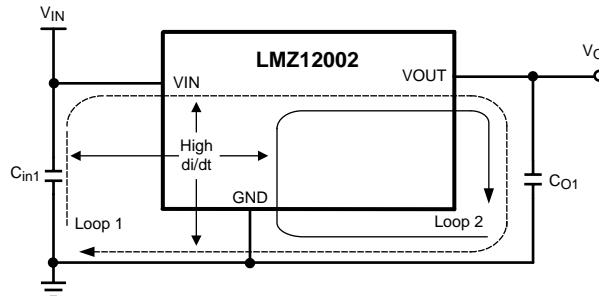 VIN
LMZ12002
VO
VIN
VOUT
High
di/dt
Cin1
CO1
GND
Loop 1
Loop 2